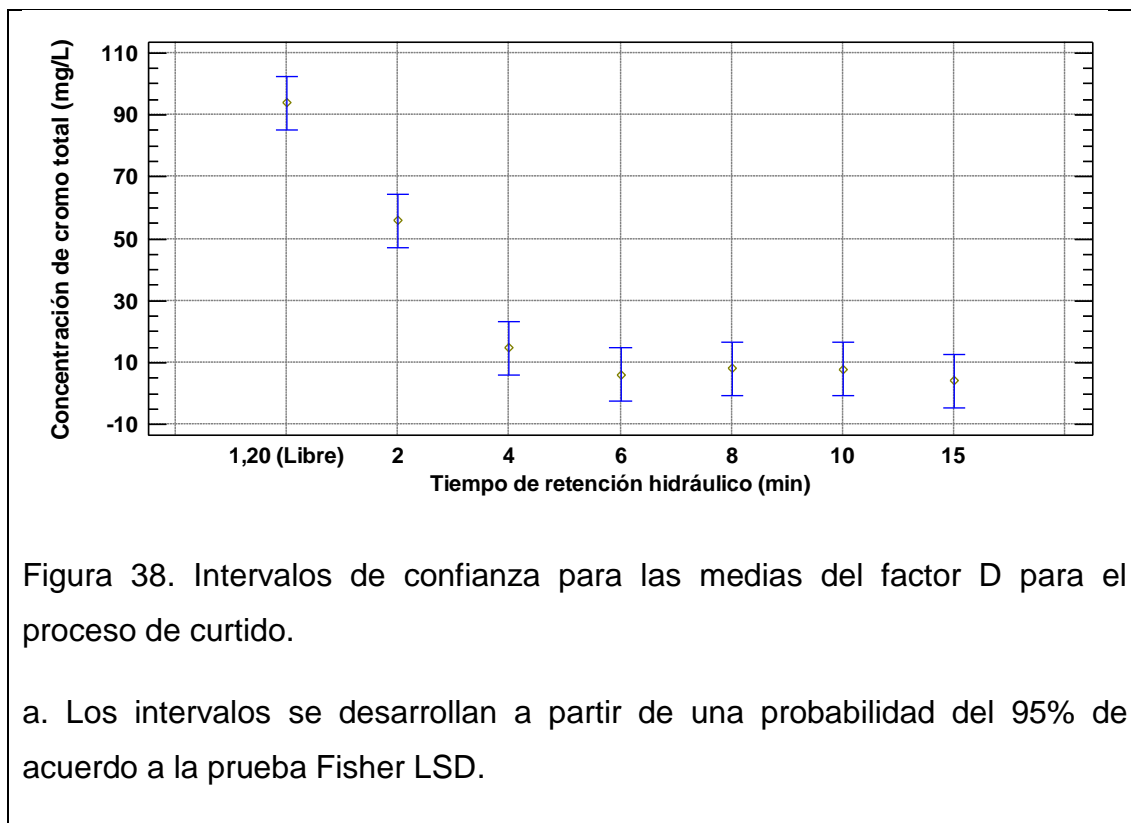 Concentración de cromo total (mg/L)
110
90
70
50
30
10
-10
1,20 (Libre) 2 4 6 8 10 15
Tiempo de retención hidráulico (min)
Figura 38. Intervalos de confianza para las medias del factor D para el
proceso de curtido.
a. Los intervalos se desarrollan a partir de una probabilidad del 95% de
acuerdo a la prueba Fisher LSD.